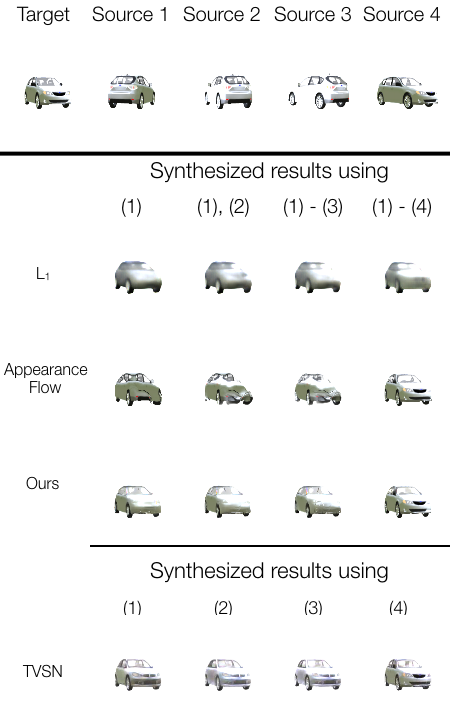 Target Source 1 Source 2 Source 3 Source 4
Synthesized results using
(1) (1), (2) (1) - (3) (1) - (4)
L₁
Appearance
Flow
Ours
Synthesized results using
(1) (2) (3) (4)
TVSN